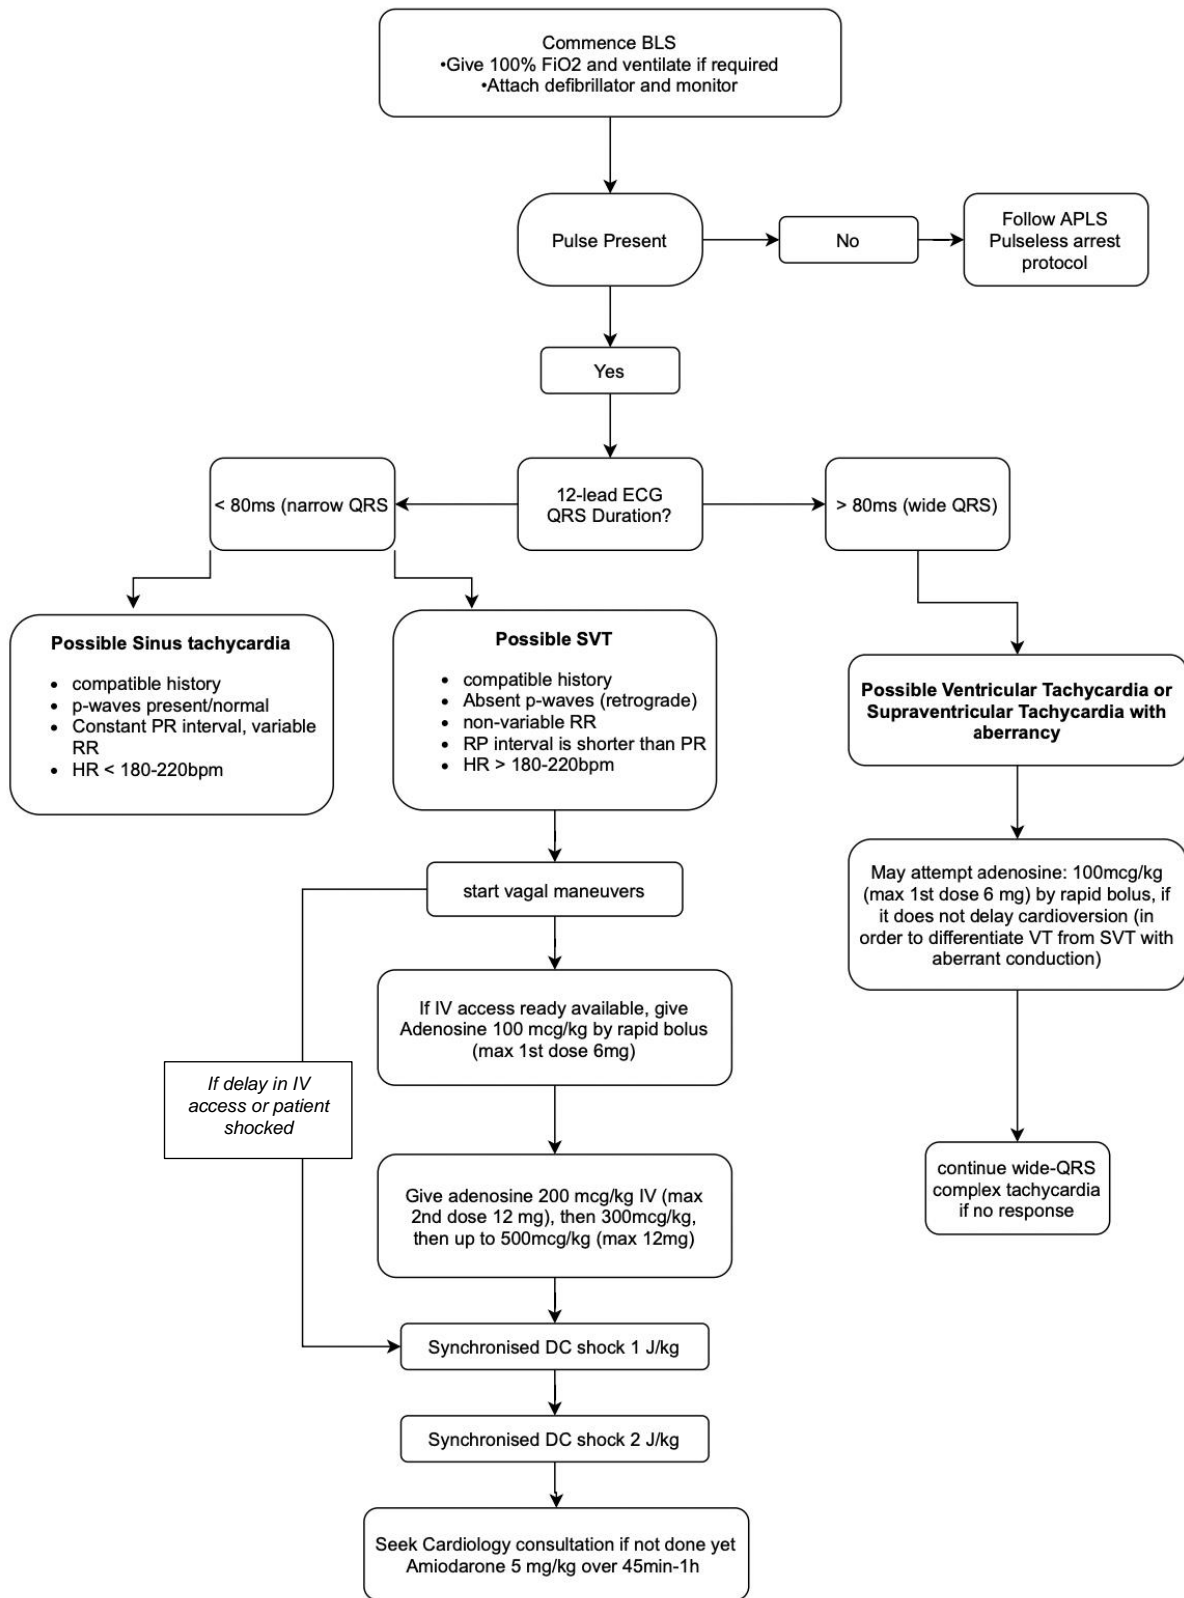 Commence BLS
•Give 100% FiO2 and ventilate if required
•Attach defibrillator and monitor
Pulse Present
No
Follow APLS
Pulseless arrest
protocol
Yes
< 80ms (narrow QRS
12-lead ECG
QRS Duration?
> 80ms (wide QRS)
Possible Sinus tachycardia
• compatible history
• p-waves present/normal
• Constant PR interval, variable
RR
• HR < 180-220bpm
Possible SVT
• compatible history
• Absent p-waves (retrograde)
• non-variable RR
• RP interval is shorter than PR
• HR > 180-220bpm
Possible Ventricular Tachycardia or
Supraventricular Tachycardia with
aberrancy
start vagal maneuvers
May attempt adenosine: 100mcg/kg
(max 1st dose 6 mg) by rapid bolus, if
it does not delay cardioversion (in
order to differentiate VT from SVT with
aberrant conduction)
If IV access ready available, give
Adenosine 100 mcg/kg by rapid bolus
(max 1st dose 6mg)
If delay in IV
access or patient
shocked
Give adenosine 200 mcg/kg IV (max
2nd dose 12 mg), then 300mcg/kg,
then up to 500mcg/kg (max 12mg)
continue wide-QRS
complex tachycardia
if no response
Synchronised DC shock 1 J/kg
Synchronised DC shock 2 J/kg
Seek Cardiology consultation if not done yet
Amiodarone 5 mg/kg over 45min-1h